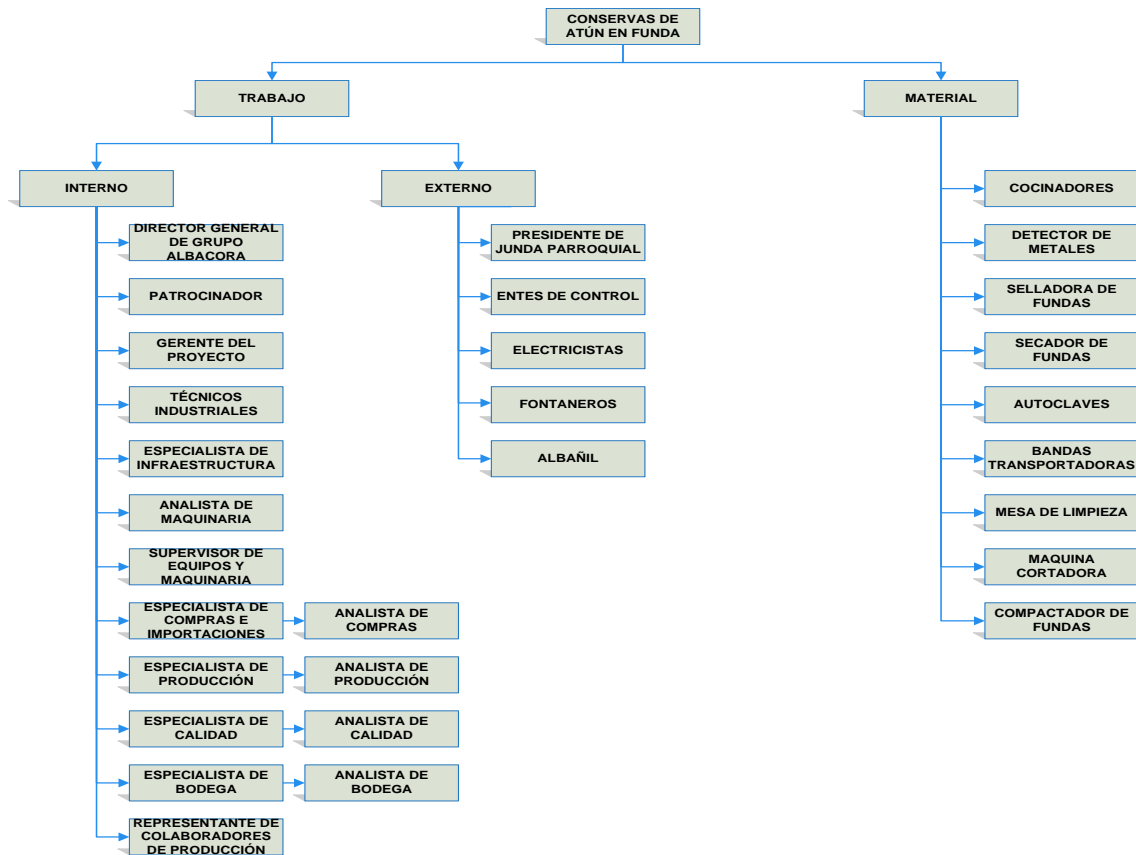 CONSERVAS DE
ATÚN EN FUNDA
TRABAJO
MATERIAL
INTERNO
EXTERNO
DIRECTOR GENERAL
DE GRUPO
ALBACORA
PATROCINADOR
GERENTE DEL
PROYECTO
TÉCNICOS
INDUSTRIALES
ESPECIALISTA DE
INFRAESTRUCTURA
ANALISTA DE
MAQUINARIA
SUPERVISOR DE
EQUIPOS Y
MAQUINARIA
ESPECIALISTA DE
COMPRAS E
IMPORTACIONES
ANALISTA DE
COMPRAS
ESPECIALISTA DE
PRODUCCIÓN
ANALISTA DE
PRODUCCIÓN
ESPECIALISTA DE
CALIDAD
ANALISTA DE
CALIDAD
ESPECIALISTA DE
BODEGA
ANALISTA DE
BODEGA
REPRESENTANTE DE
COLABORADORES
DE PRODUCCIÓN
PRESIDENTE DE
JUNDA PARROQUIAL
ENTES DE CONTROL
ELECTRICISTAS
FONTANEROS
ALBAÑIL
COCINADORES
DETECTOR DE
METALES
SELLADORA DE
FUNDAS
SECADOR DE
FUNDAS
AUTOCLAVES
BANDAS
TRANSPORTADORAS
MESA DE LIMPIEZA
MAQUINA
CORTADORA
COMPACTADOR DE
FUNDAS